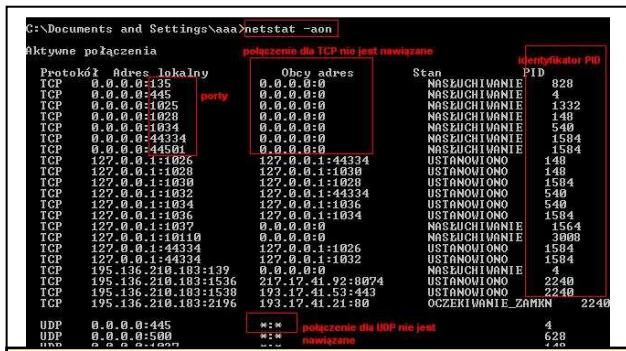 C:\Documents and Settings\aaa>netstat -aon
Aktywne połączenia
połączenie dla TCP nie jest nawiązane
identyfikator PID
Protokół Adres lokalny Obcy adres Stan PID
TCP 0.0.0.0:135 0.0.0.0:0 NASŁUCHIWANIE 828
TCP 0.0.0.0:445 0.0.0.0:0 NASŁUCHIWANIE 4
porty
TCP 0.0.0.0:1025 0.0.0.0:0 NASŁUCHIWANIE 1332
TCP 0.0.0.0:1028 0.0.0.0:0 NASŁUCHIWANIE 148
TCP 0.0.0.0:1034 0.0.0.0:0 NASŁUCHIWANIE 540
TCP 0.0.0.0:44334 0.0.0.0:0 NASŁUCHIWANIE 1584
TCP 0.0.0.0:44501 0.0.0.0:0 NASŁUCHIWANIE 1584
TCP 127.0.0.1:1026 127.0.0.1:44334 USTANOWIONO 148
TCP 127.0.0.1:1028 127.0.0.1:1030 USTANOWIONO 148
TCP 127.0.0.1:1030 127.0.0.1:1028 USTANOWIONO 1584
TCP 127.0.0.1:1032 127.0.0.1:44334 USTANOWIONO 540
TCP 127.0.0.1:1034 127.0.0.1:1036 USTANOWIONO 540
TCP 127.0.0.1:1036 127.0.0.1:1034 USTANOWIONO 1584
TCP 127.0.0.1:1037 0.0.0.0:0 NASŁUCHIWANIE 1564
TCP 127.0.0.1:10110 0.0.0.0:0 NASŁUCHIWANIE 3008
TCP 127.0.0.1:44334 127.0.0.1:1026 USTANOWIONO 1584
TCP 127.0.0.1:44334 127.0.0.1:1032 USTANOWIONO 1584
TCP 195.136.210.183:139 0.0.0.0:0 NASŁUCHIWANIE 4
TCP 195.136.210.183:1536 217.17.41.92:8074 USTANOWIONO 2240
TCP 195.136.210.183:1538 193.17.41.53:443 USTANOWIONO 2240
TCP 195.136.210.183:2196 193.17.41.21:80 OCZEKIWANIE_ZAMKN 2240
UDP 0.0.0.0:445 *:* 4
połączenie dla UDP nie jest
nawiązane
UDP 0.0.0.0:500 *:* 628